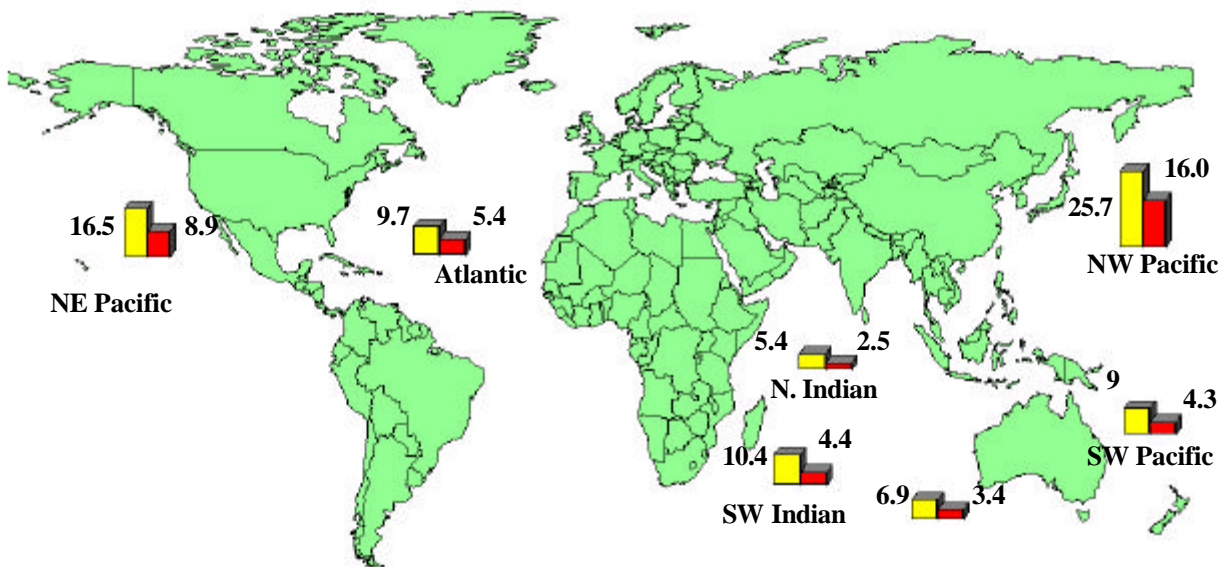 16.0
25.7
NW Pacific
16.5
8.9
NE Pacific
9.7
5.4
Atlantic
5.4
2.5
N. Indian
9
4.3
SW Pacific
10.4
4.4
SW Indian
6.9
3.4